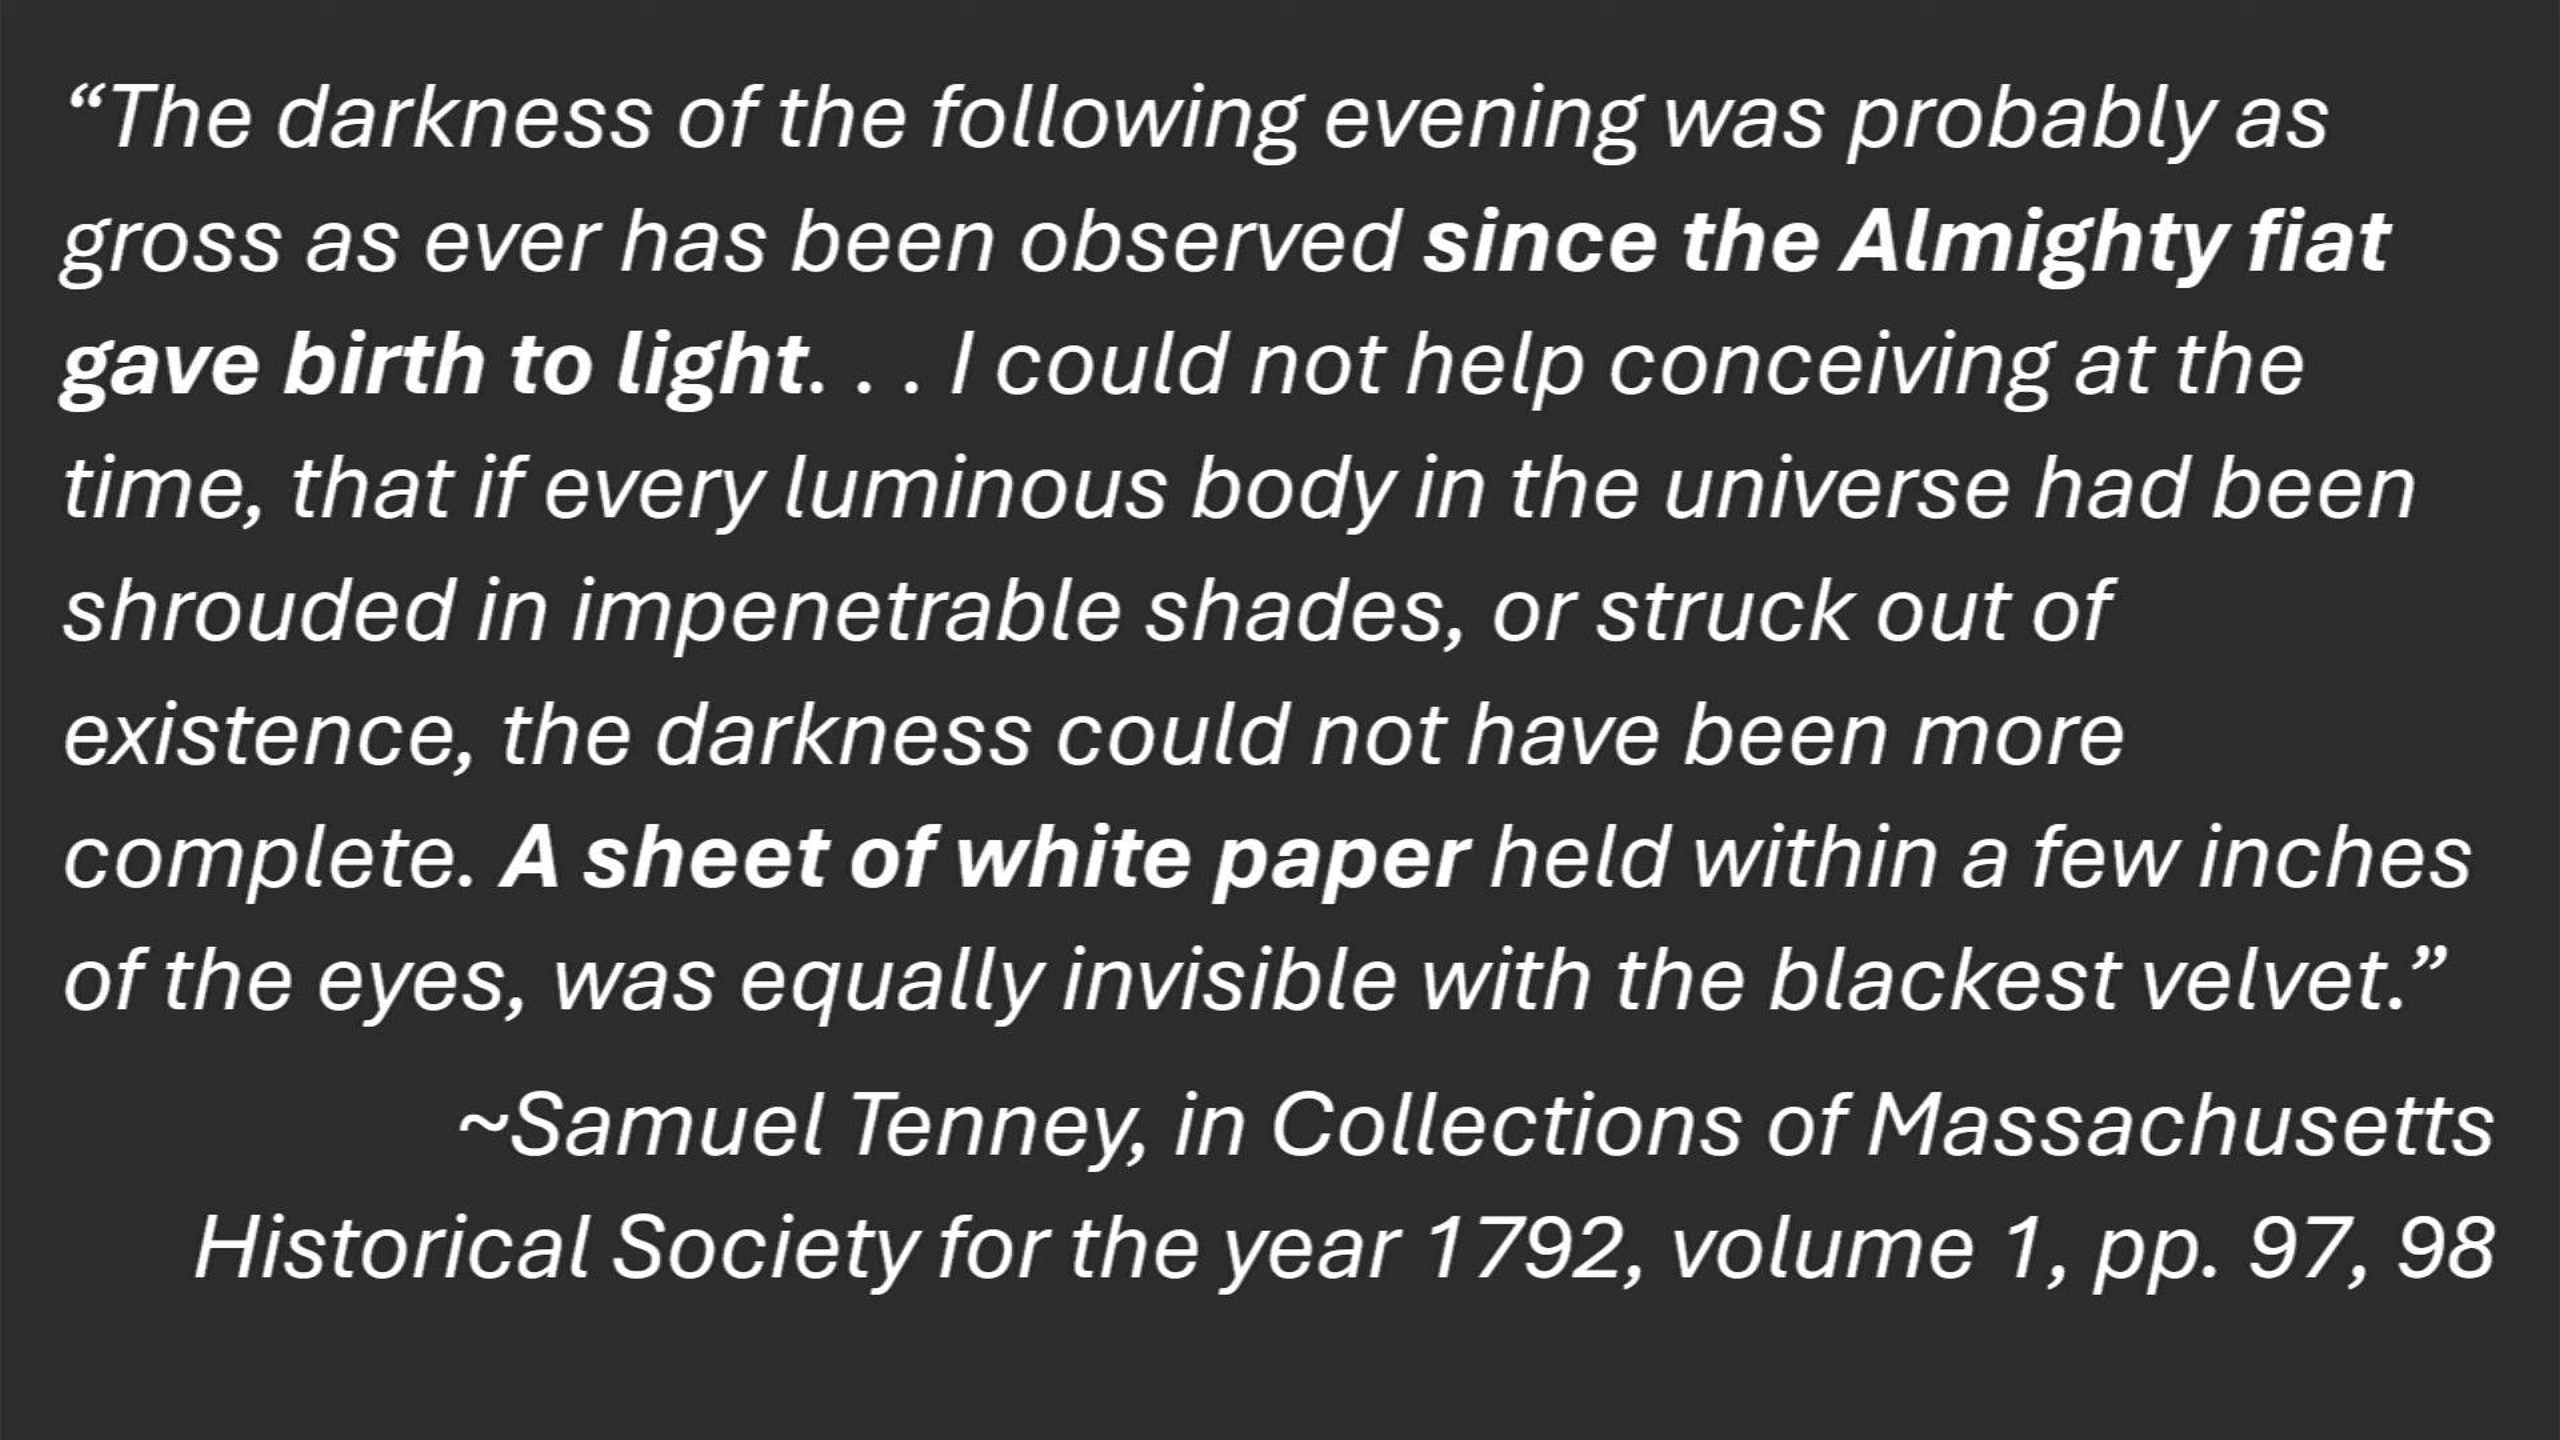 “The darkness of the following evening was probably as
gross as ever has been observed since the Almighty fiat
gave birth to light. . . I could not help conceiving at the
time, that if every luminous body in the universe had been
shrouded in impenetrable shades, or struck out of
existence, the darkness could not have been more
complete. A sheet of white paper held within a few inches
of the eyes, was equally invisible with the blackest velvet.”
~Samuel Tenney, in Collections of Massachusetts
Historical Society for the year 1792, volume 1, pp. 97, 98